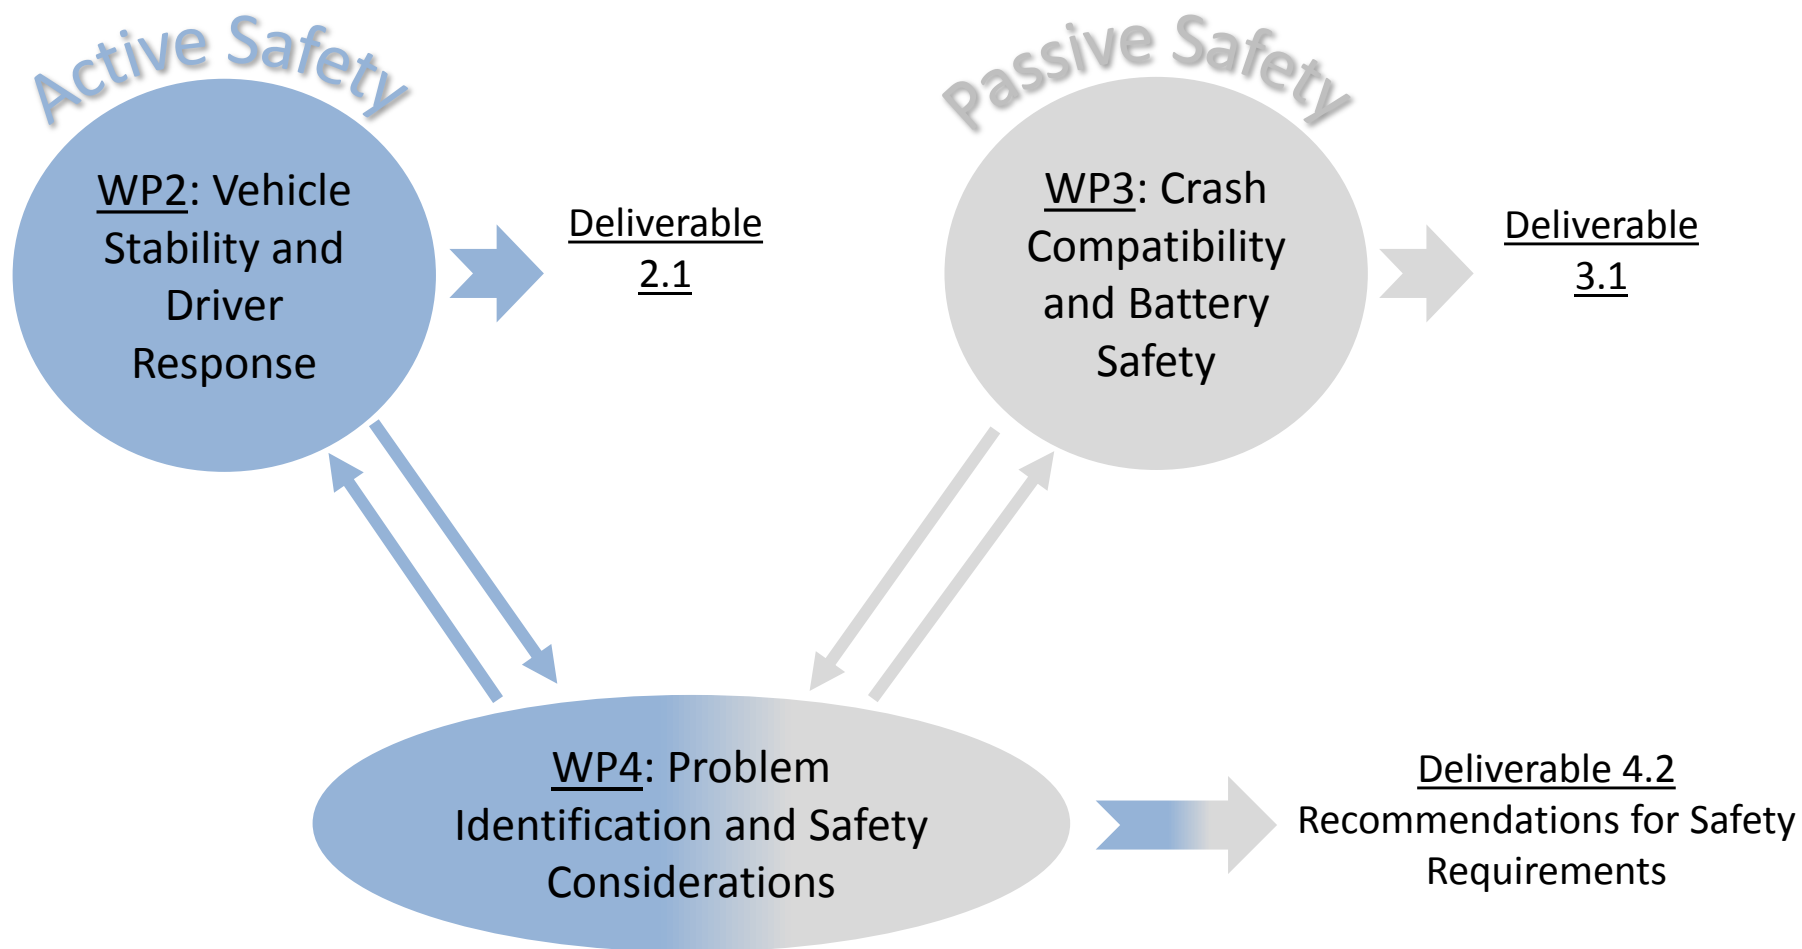 Active Safety
WP2: Vehicle
Stability and
Driver
Response
Deliverable
2.1
Passive Safety
WP3: Crash
Compatibility
and Battery
Safety
Deliverable
3.1
WP4: Problem
Identification and Safety
Considerations
Deliverable 4.2
Recommendations for Safety
Requirements